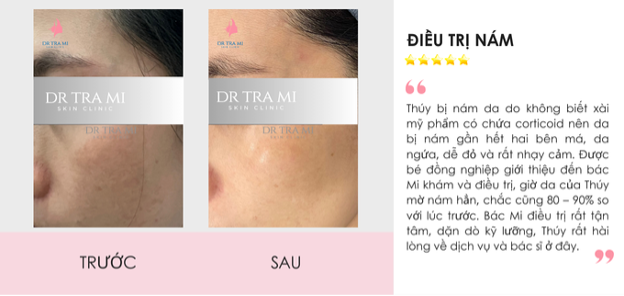 DR TRA MI
DR TRA MI
SKIN CLINIC
DR TRA MI
TRƯỚC
DR TRA MI
DR TRA MI
SKIN CLINIC
DR TRA MI
SAU
ĐIỀU TRỊ NÁM
Thúy bị nám da do không biết xài
mỹ phẩm có chứa corticoid nên da
bị nám gần hết hai bên má, da
ngứa, dễ đỏ và rất nhạy cảm. Được
bé đồng nghiệp giới thiệu đến bác
Mi khám và điều trị, giờ da của Thúy
mờ nám hẳn, chắc cũng 80 – 90% so
với lúc trước. Bác Mi điều trị rất tận
tâm, dặn dò kỹ lưỡng, Thúy rất hài
lòng về dịch vụ và bác sĩ ở đây.